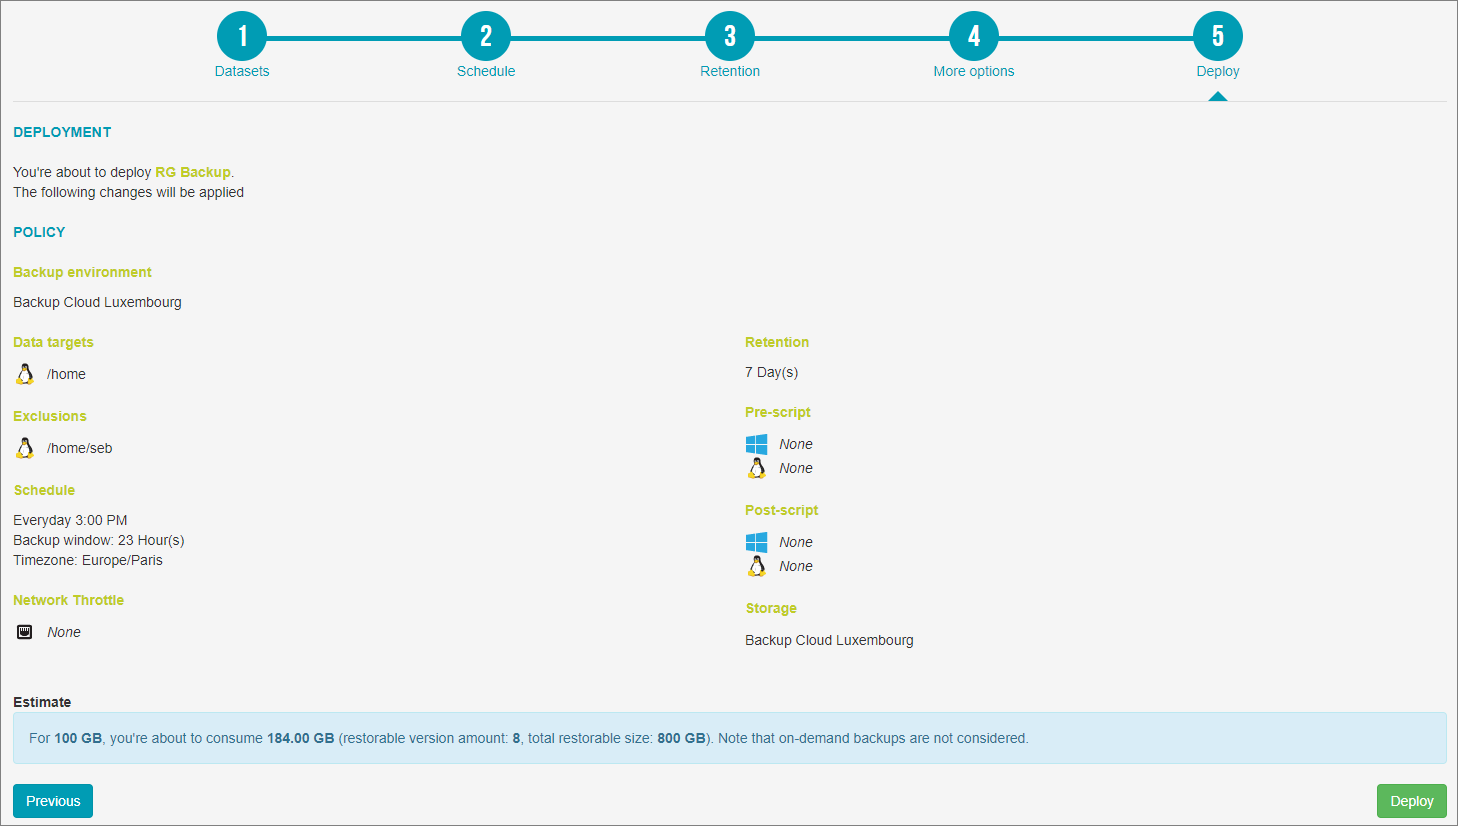 1 2 3 4 5
Datasets Schedule Retention More options Deploy
DEPLOYMENT
You're about to deploy RG Backup.
The following changes will be applied
POLICY
Backup environment
Backup Cloud Luxembourg
Data targets
/home
Exclusions
/home/seb
Schedule
Everyday 3:00 PM
Backup window: 23 Hour(s)
Timezone: Europe/Paris
Network Throttle
None
Retention
7 Day(s)
Pre-script
None
None
Post-script
None
None
Storage
Backup Cloud Luxembourg
Estimate
For 100 GB, you're about to consume 184.00 GB (restorable version amount: 8, total restorable size: 800 GB). Note that on-demand backups are not considered.
Previous
Deploy